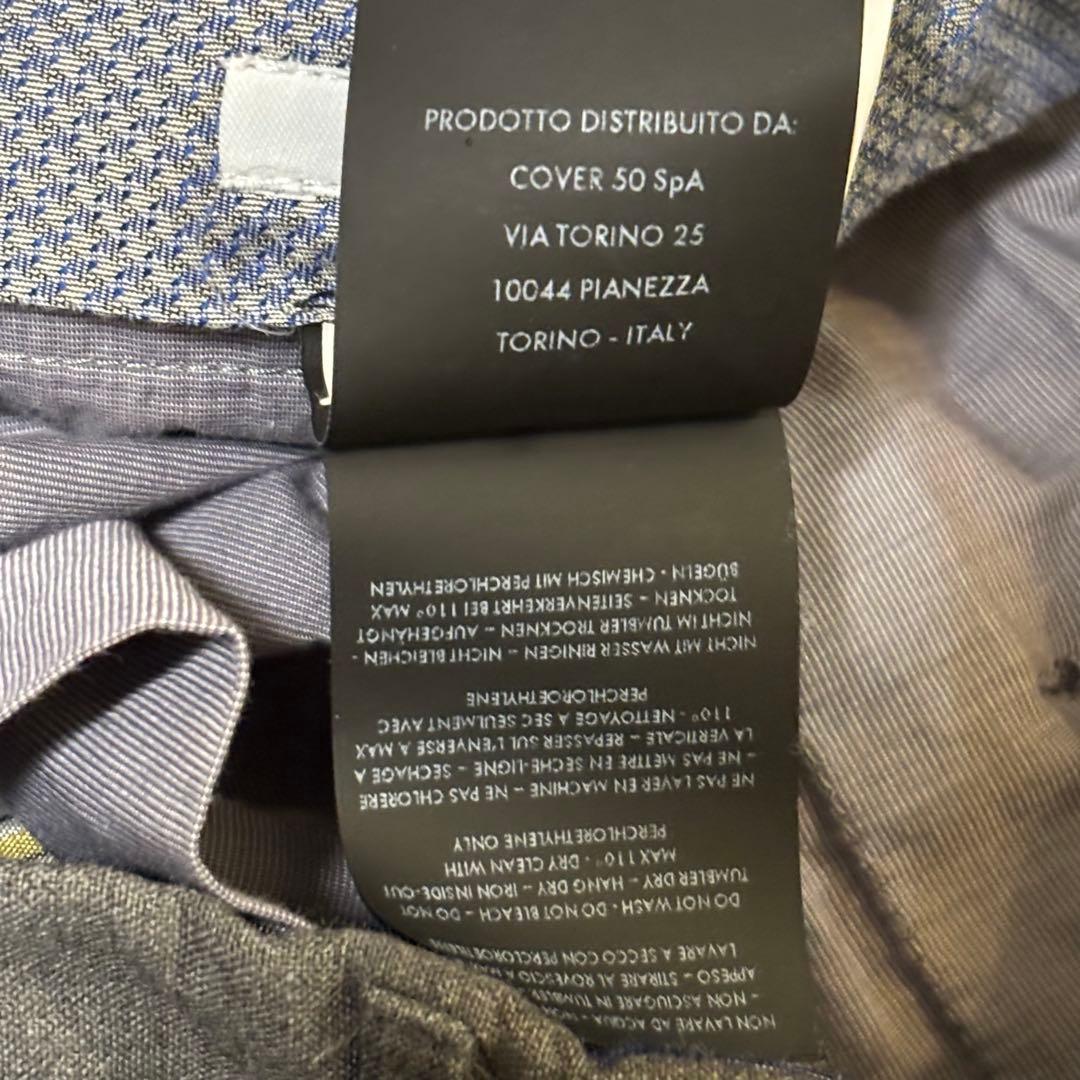 PRODOTTO DISTRIBUITO DA:
COVER 50 SpA
VIA TORINO 25
10044 PIANEZZA
TORINO - ITALY
NON LAVARE AD ACQUA -
- NON ASCIUGARE IN
APPESO – STIRARE AL ROVESCIO A
LAVARE A SECCO CON
DO NOT WASH - DO NOT BLEACH – DO NOT
TUMBLER DRY – HANG DRY – IRON INSIDE-OUT
MAX 110° - DRY CLEAN WITH
PERCHLORETHYLENE ONLY
NE PAS LAVER EN MACHINE – NE PAS CHLORERE
– NE PAS METTRE EN SECHE-LIGNE – SECHAGE A
LA VERTICALE – REPASSER SUL L'ENVERSE A MAX
110° - NETTOYAGE A SEC SEULMENT AVEC
PERCHLOROETHYLENE
NICHT MIT WASSER RINIGEN – NICHT BLEICHEN -
NICHT IM TUMBLER TROCKNEN – AUFGEHANGT
TOCKNEN – SEITENVERKEHRT BEI 110° MAX
BÜGELN - CHEMISCH MIT PERCHLORETHYLEN